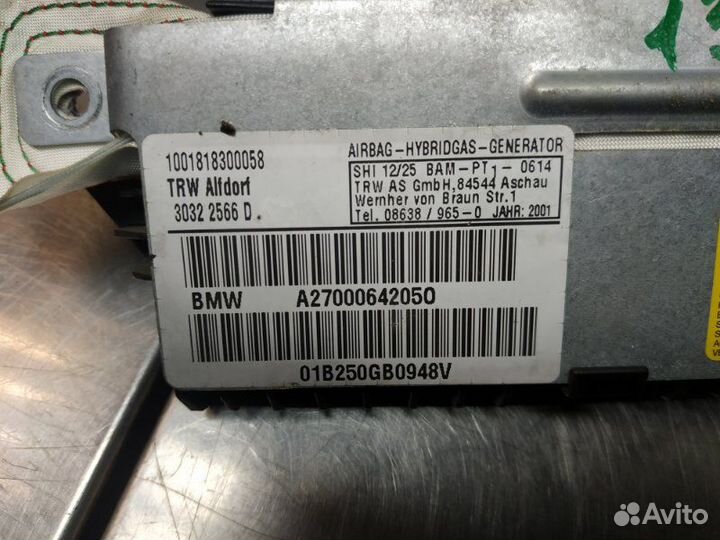 1001818300058
TRW Alfdorf
3032 2566 D
AIRBAG-HYBRIDGAS-GENERATOR
SHI 12/25 BAM-PT1-0614
TRW AS GmbH,84544 Aschau
Wernher von Braun Str.1
Tel. 08638 / 965-0 JAHR: 2001
BMW A27000642050
01B250GB0948V
Avito